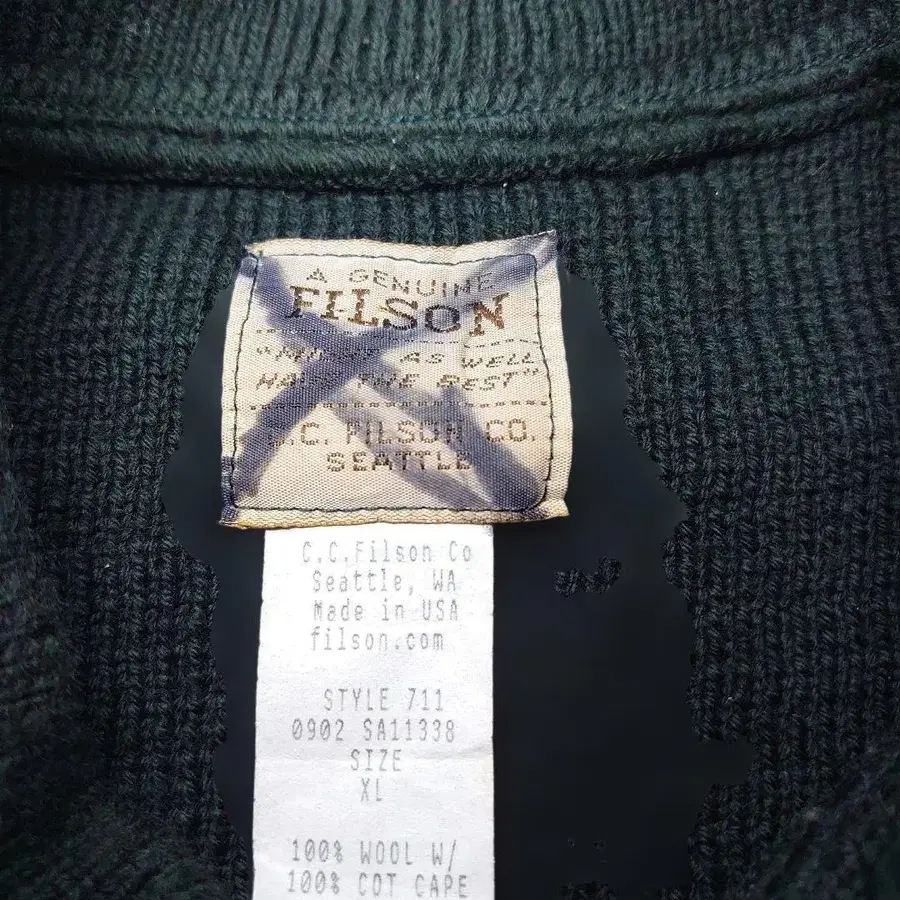 A GENUINE
FILSON
"MIGHT AS WELL
HAVE THE BEST"
C.C. FILSON CO.
SEATTLE
C.C.Filson Co
Seattle, WA
Made in USA
filson.com
STYLE 711
0902 SA11338
SIZE
XL
100% WOOL W/
100% COT CAPE